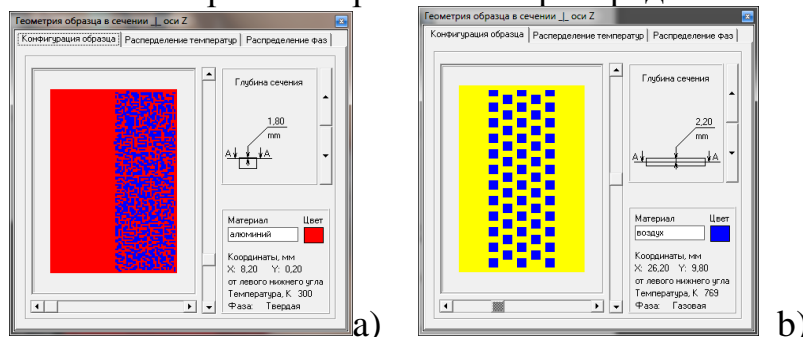 Геометрия образца в сечении _|_ оси Z
Конфигурация образца
Распеределение температур
Распределение фаз
Глубина сечения
1,80
mm
A A
Материал Цвет
алюминий
Координаты, мм
X: 8,20 Y: 0,20
от левого нижнего угла
Температура, К 300
Фаза: Твердая
a)
Геометрия образца в сечении _|_ оси Z
Конфигурация образца
Распеределение температур
Распределение фаз
Глубина сечения
2,20
mm
A A
Материал Цвет
воздух
Координаты, мм
X: 26,20 Y: 9,80
от левого нижнего угла
Температура, К 769
Фаза: Газовая
b)